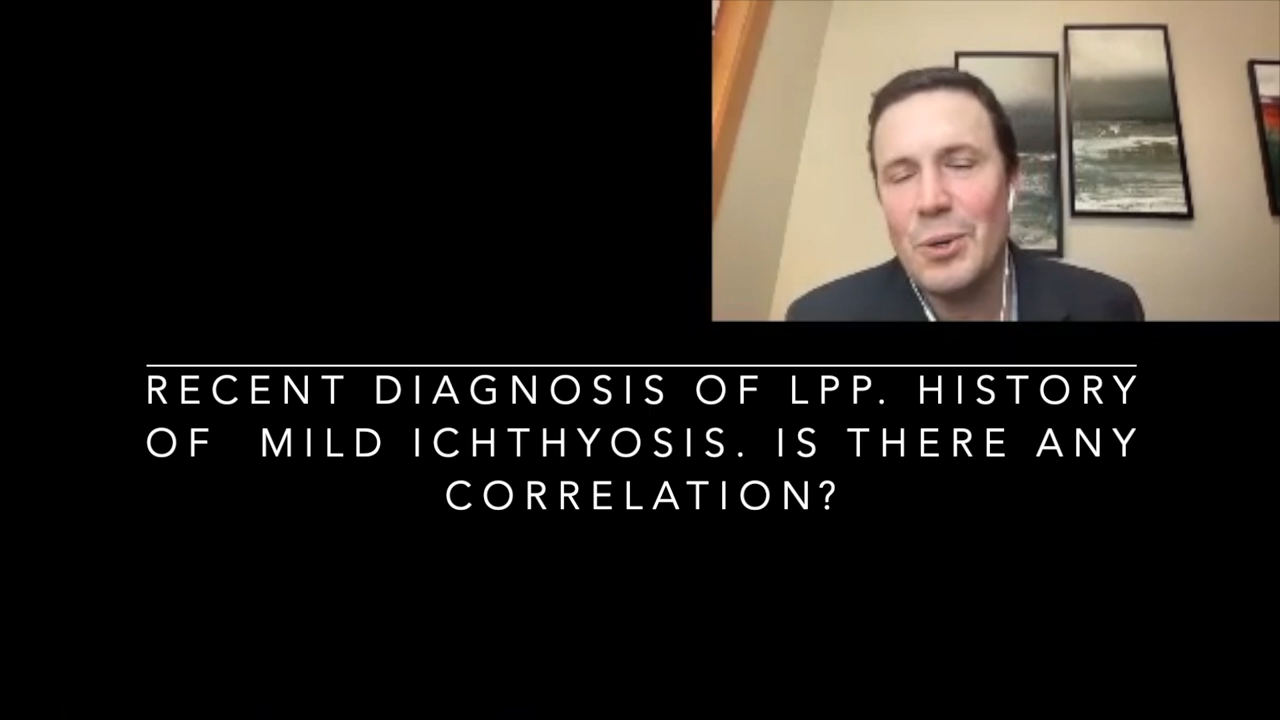 RECENT DIAGNOSIS OF LPP. HISTORY
OF MILD ICHTHYOSIS. IS THERE ANY
CORRELATION?